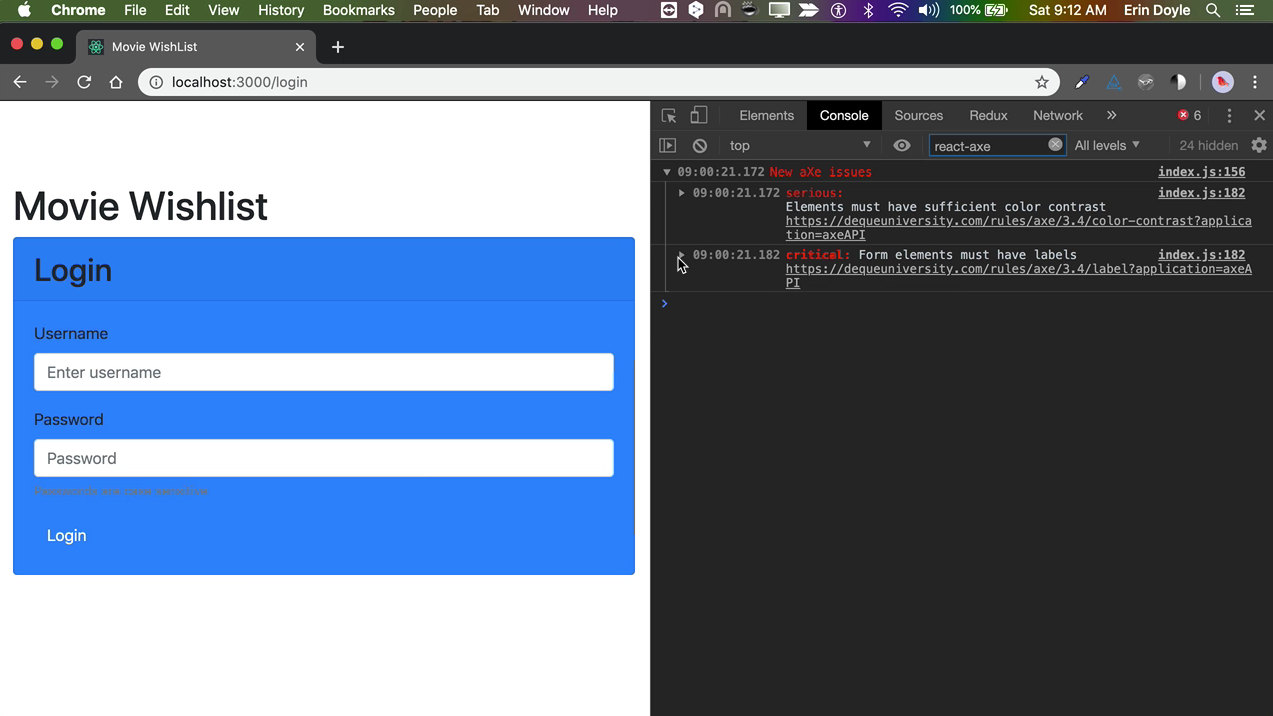 Chrome File Edit View History Bookmarks People Tab Window Help 100% Sat 9:12 AM Erin Doyle
Movie WishList
localhost:3000/login
Elements Console Sources Redux Network 6
top react-axe All levels 24 hidden
09:00:21.172 New aXe issues index.js:156
09:00:21.172 serious: index.js:182
Elements must have sufficient color contrast
https://dequeuniversity.com/rules/axe/3.4/color-contrast?applica
tion=axeAPI
09:00:21.182 critical: Form elements must have labels index.js:182
https://dequeuniversity.com/rules/axe/3.4/label?application=axeA
PI
Movie Wishlist
Login
Username
Enter username
Password
Password
Passwords are case sensitive
Login